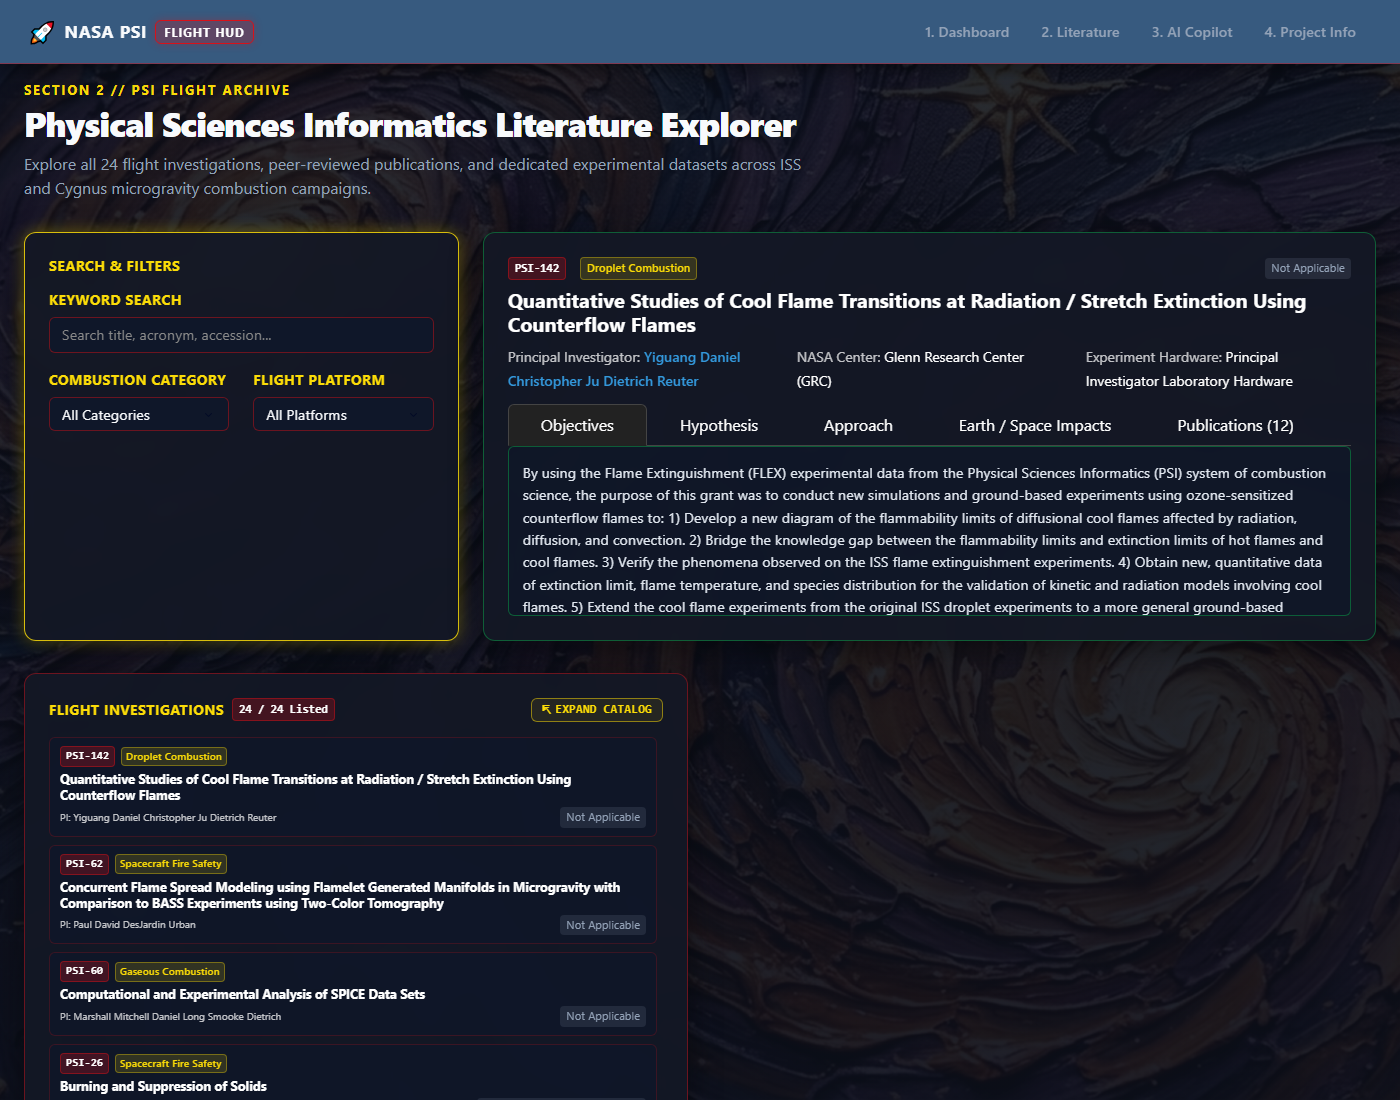 NASA PSI FLIGHT HUD
1. Dashboard
2. Literature
3. AI Copilot
4. Project Info
SECTION 2 // PSI FLIGHT ARCHIVE
Physical Sciences Informatics Literature Explorer
Explore all 24 flight investigations, peer-reviewed publications, and dedicated experimental datasets across ISS
and Cygnus microgravity combustion campaigns.
SEARCH & FILTERS
KEYWORD SEARCH
Search title, acronym, accession...
COMBUSTION CATEGORY
All Categories
FLIGHT PLATFORM
All Platforms
PSI-142 Droplet Combustion
Not Applicable
Quantitative Studies of Cool Flame Transitions at Radiation / Stretch Extinction Using
Counterflow Flames
Principal Investigator: Yiguang Daniel
Christopher Ju Dietrich Reuter
NASA Center: Glenn Research Center
(GRC)
Experiment Hardware: Principal
Investigator Laboratory Hardware
Objectives
Hypothesis
Approach
Earth / Space Impacts
Publications (12)
By using the Flame Extinguishment (FLEX) experimental data from the Physical Sciences Informatics (PSI) system of combustion
science, the purpose of this grant was to conduct new simulations and ground-based experiments using ozone-sensitized
counterflow flames to: 1) Develop a new diagram of the flammability limits of diffusional cool flames affected by radiation,
diffusion, and convection. 2) Bridge the knowledge gap between the flammability limits and extinction limits of hot flames and
cool flames. 3) Verify the phenomena observed on the ISS flame extinguishment experiments. 4) Obtain new, quantitative data
of extinction limit, flame temperature, and species distribution for the validation of kinetic and radiation models involving cool
flames. 5) Extend the cool flame experiments from the original ISS droplet experiments to a more general ground-based
FLIGHT INVESTIGATIONS 24 / 24 Listed
⇱ EXPAND CATALOG
PSI-142 Droplet Combustion
Quantitative Studies of Cool Flame Transitions at Radiation / Stretch Extinction Using
Counterflow Flames
PI: Yiguang Daniel Christopher Ju Dietrich Reuter
Not Applicable
PSI-62 Spacecraft Fire Safety
Concurrent Flame Spread Modeling using Flamelet Generated Manifolds in Microgravity with
Comparison to BASS Experiments using Two-Color Tomography
PI: Paul David DesJardin Urban
Not Applicable
PSI-60 Gaseous Combustion
Computational and Experimental Analysis of SPICE Data Sets
PI: Marshall Mitchell Daniel Long Smooke Dietrich
Not Applicable
PSI-26 Spacecraft Fire Safety
Burning and Suppression of Solids